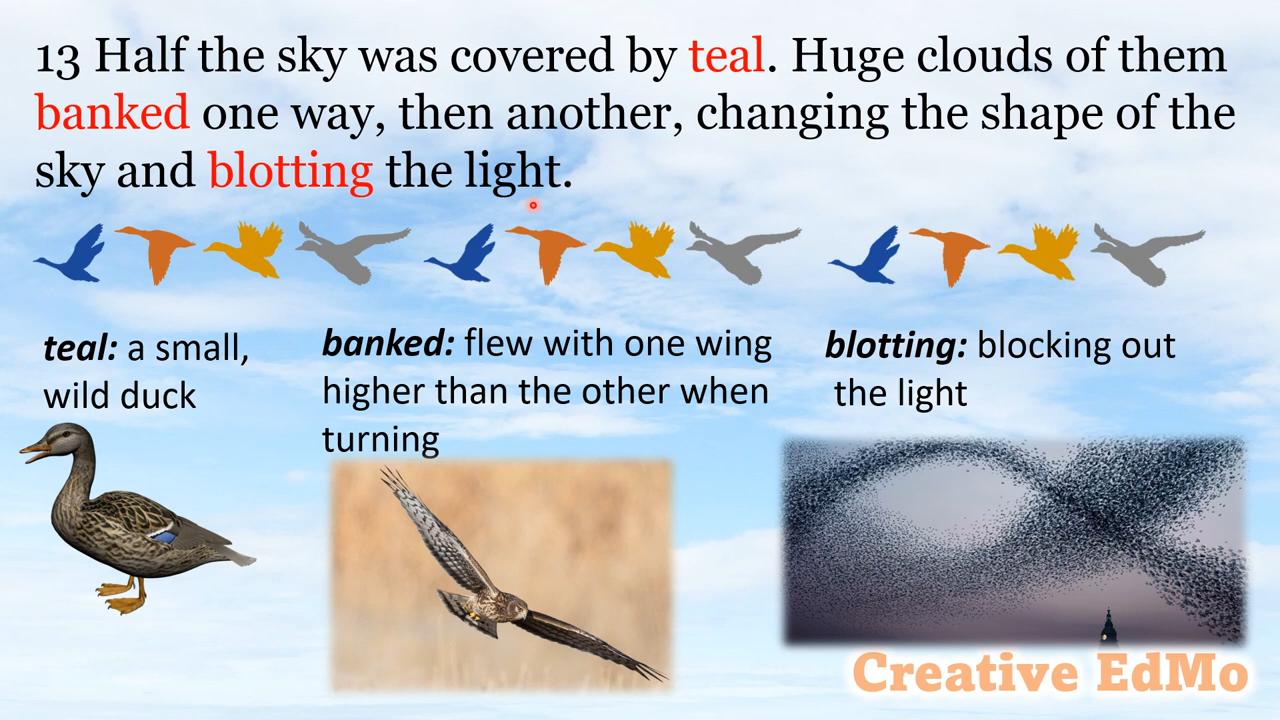 13 Half the sky was covered by teal. Huge clouds of them
banked one way, then another, changing the shape of the
sky and blotting the light.
teal: a small,
wild duck
banked: flew with one wing
higher than the other when
turning
blotting: blocking out
the light
Creative EdMo